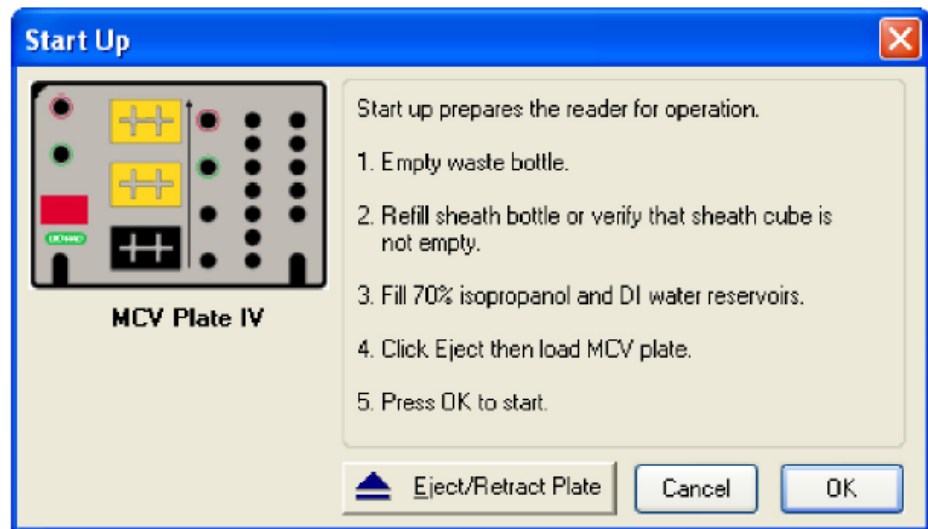 Start Up
Start up prepares the reader for operation.
1. Empty waste bottle.
2. Refill sheath bottle or verify that sheath cube is
not empty.
3. Fill 70% isopropanol and DI water reservoirs.
4. Click Eject then load MCV plate.
5. Press OK to start.
BIO-RAD
MCV Plate IV
Eject/Retract Plate
Cancel
OK